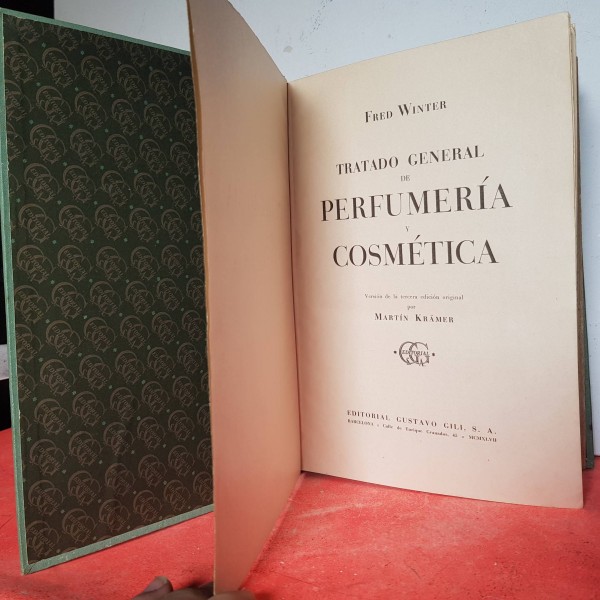 Fred Winter
TRATADO GENERAL
DE
PERFUMERÍA
Y
COSMÉTICA
Versión de la tercera edición original
por
Martín Krämer
EDITORIAL
EDITORIAL GUSTAVO GILI, S. A.
BARCELONA - Calle de Enrique Granados, 45 - MCMXLVII